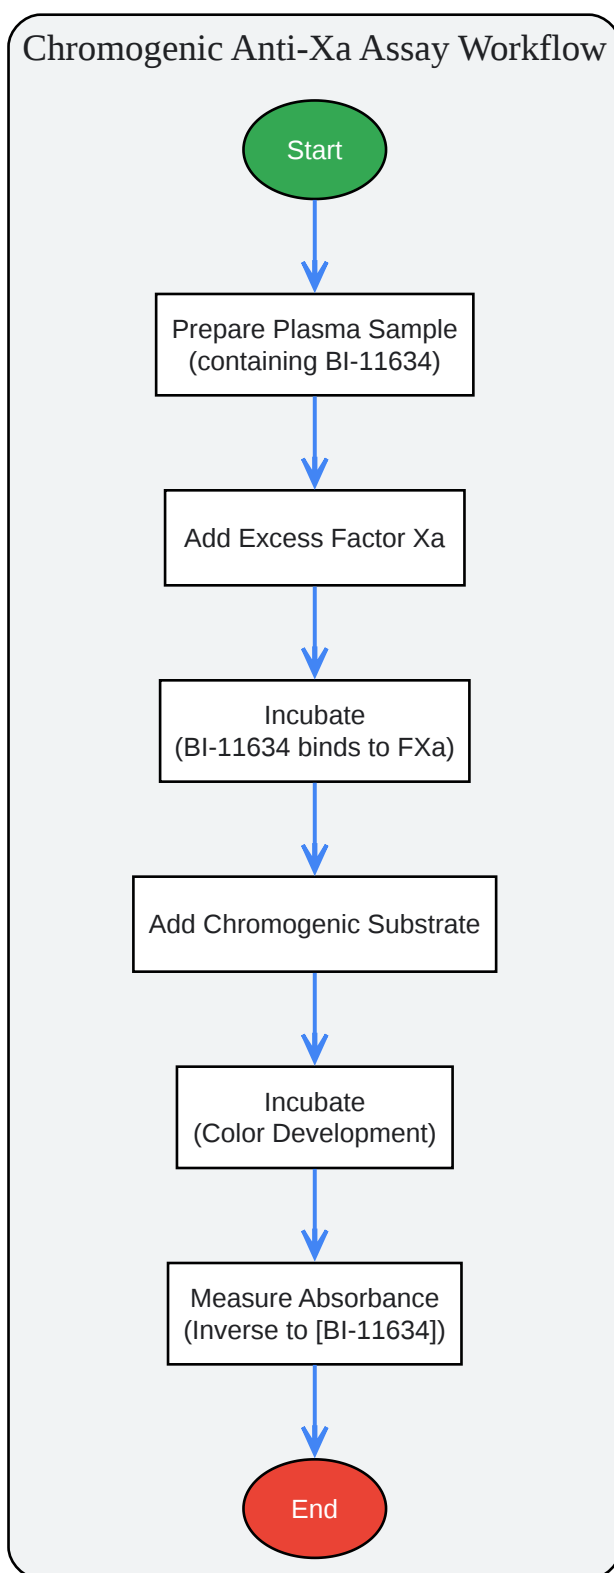 Chromogenic Anti-Xa Assay Workflow
Start
Prepare Plasma Sample
(containing BI-11634)
Add Excess Factor Xa
Incubate
(BI-11634 binds to FXa)
Add Chromogenic Substrate
Incubate
(Color Development)
Measure Absorbance
(Inverse to [BI-11634])
End